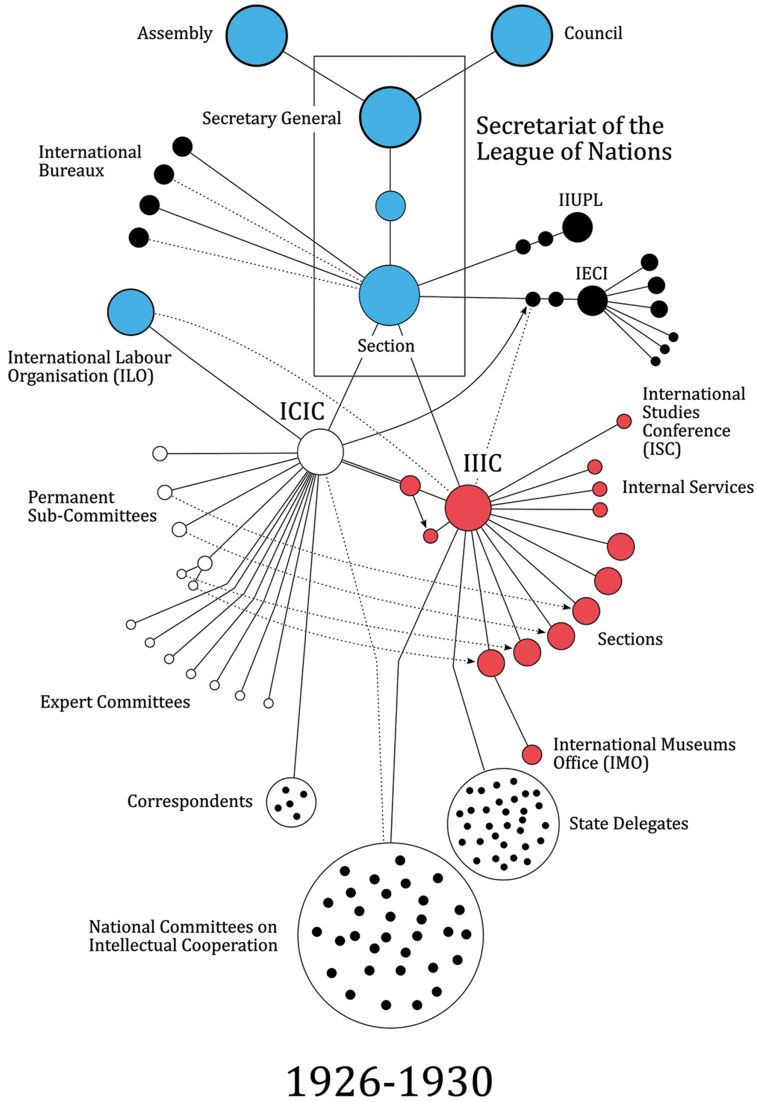 Assembly
Council
Secretary General
Secretariat of the
League of Nations
International
Bureaux
IIUPL
IECI
Section
International Labour
Organisation (ILO)
ICIC
International
Studies
Conference
(ISC)
IIIC
Internal Services
Permanent
Sub-Committees
Sections
Expert Committees
International Museums
Office (IMO)
Correspondents
State Delegates
National Committees on
Intellectual Cooperation
1926-1930